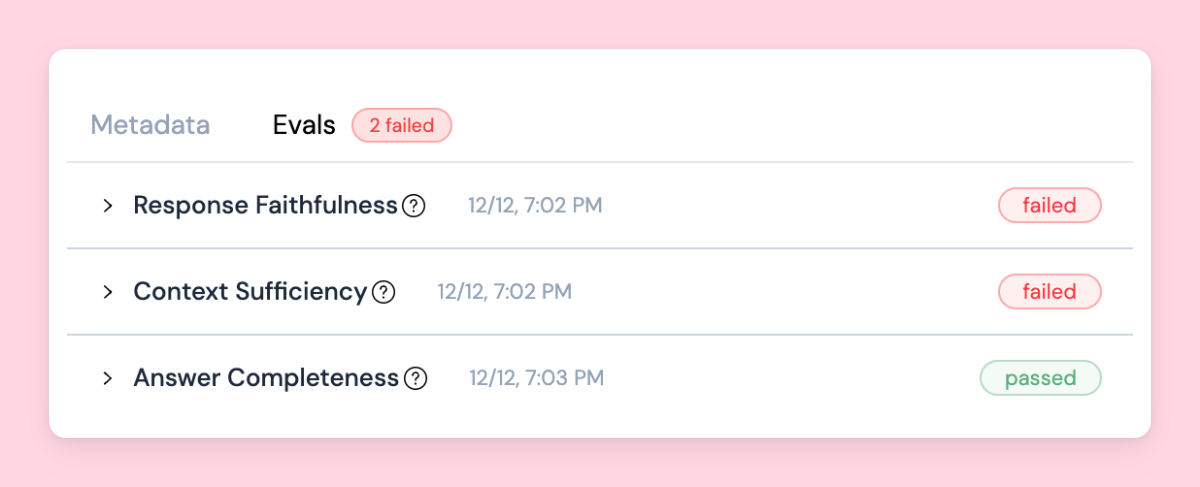 Metadata Evals 2 failed
Response Faithfulness ? 12/12, 7:02 PM failed
Context Sufficiency ? 12/12, 7:02 PM failed
Answer Completeness ? 12/12, 7:03 PM passed